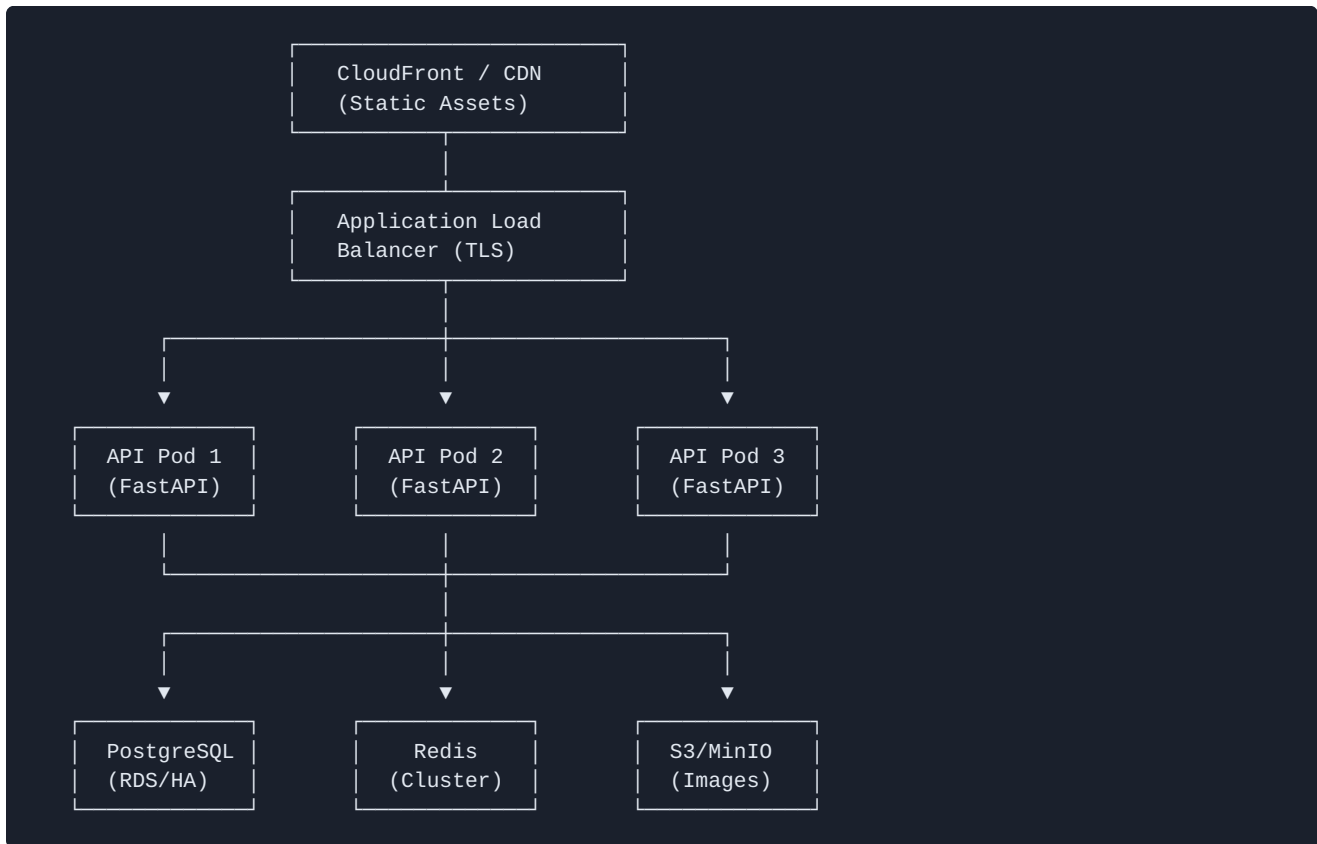 CloudFront / CDN
(Static Assets)
Application Load
Balancer (TLS)
API Pod 1
(FastAPI)
API Pod 2
(FastAPI)
API Pod 3
(FastAPI)
PostgreSQL
(RDS/HA)
Redis
(Cluster)
S3/MinIO
(Images)